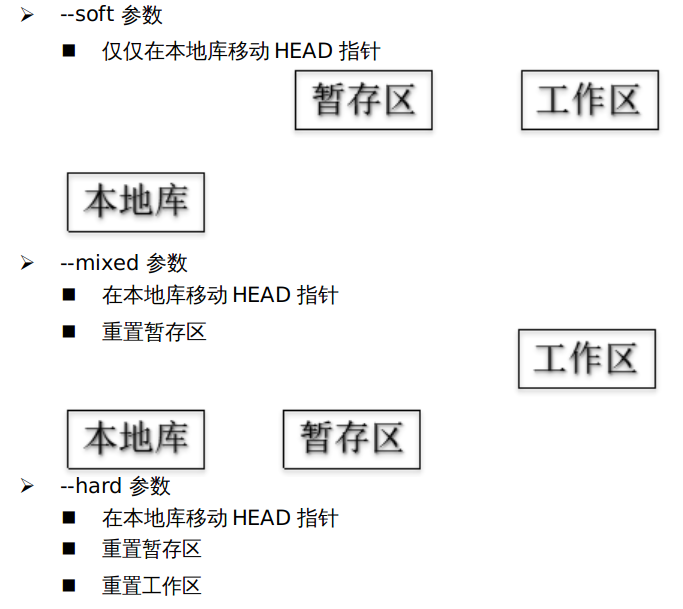 --soft 参数
仅仅在本地库移动 HEAD 指针
暂存区 工作区
本地库
--mixed 参数
在本地库移动 HEAD 指针
重置暂存区
工作区
本地库 暂存区
--hard 参数
在本地库移动 HEAD 指针
重置暂存区
重置工作区